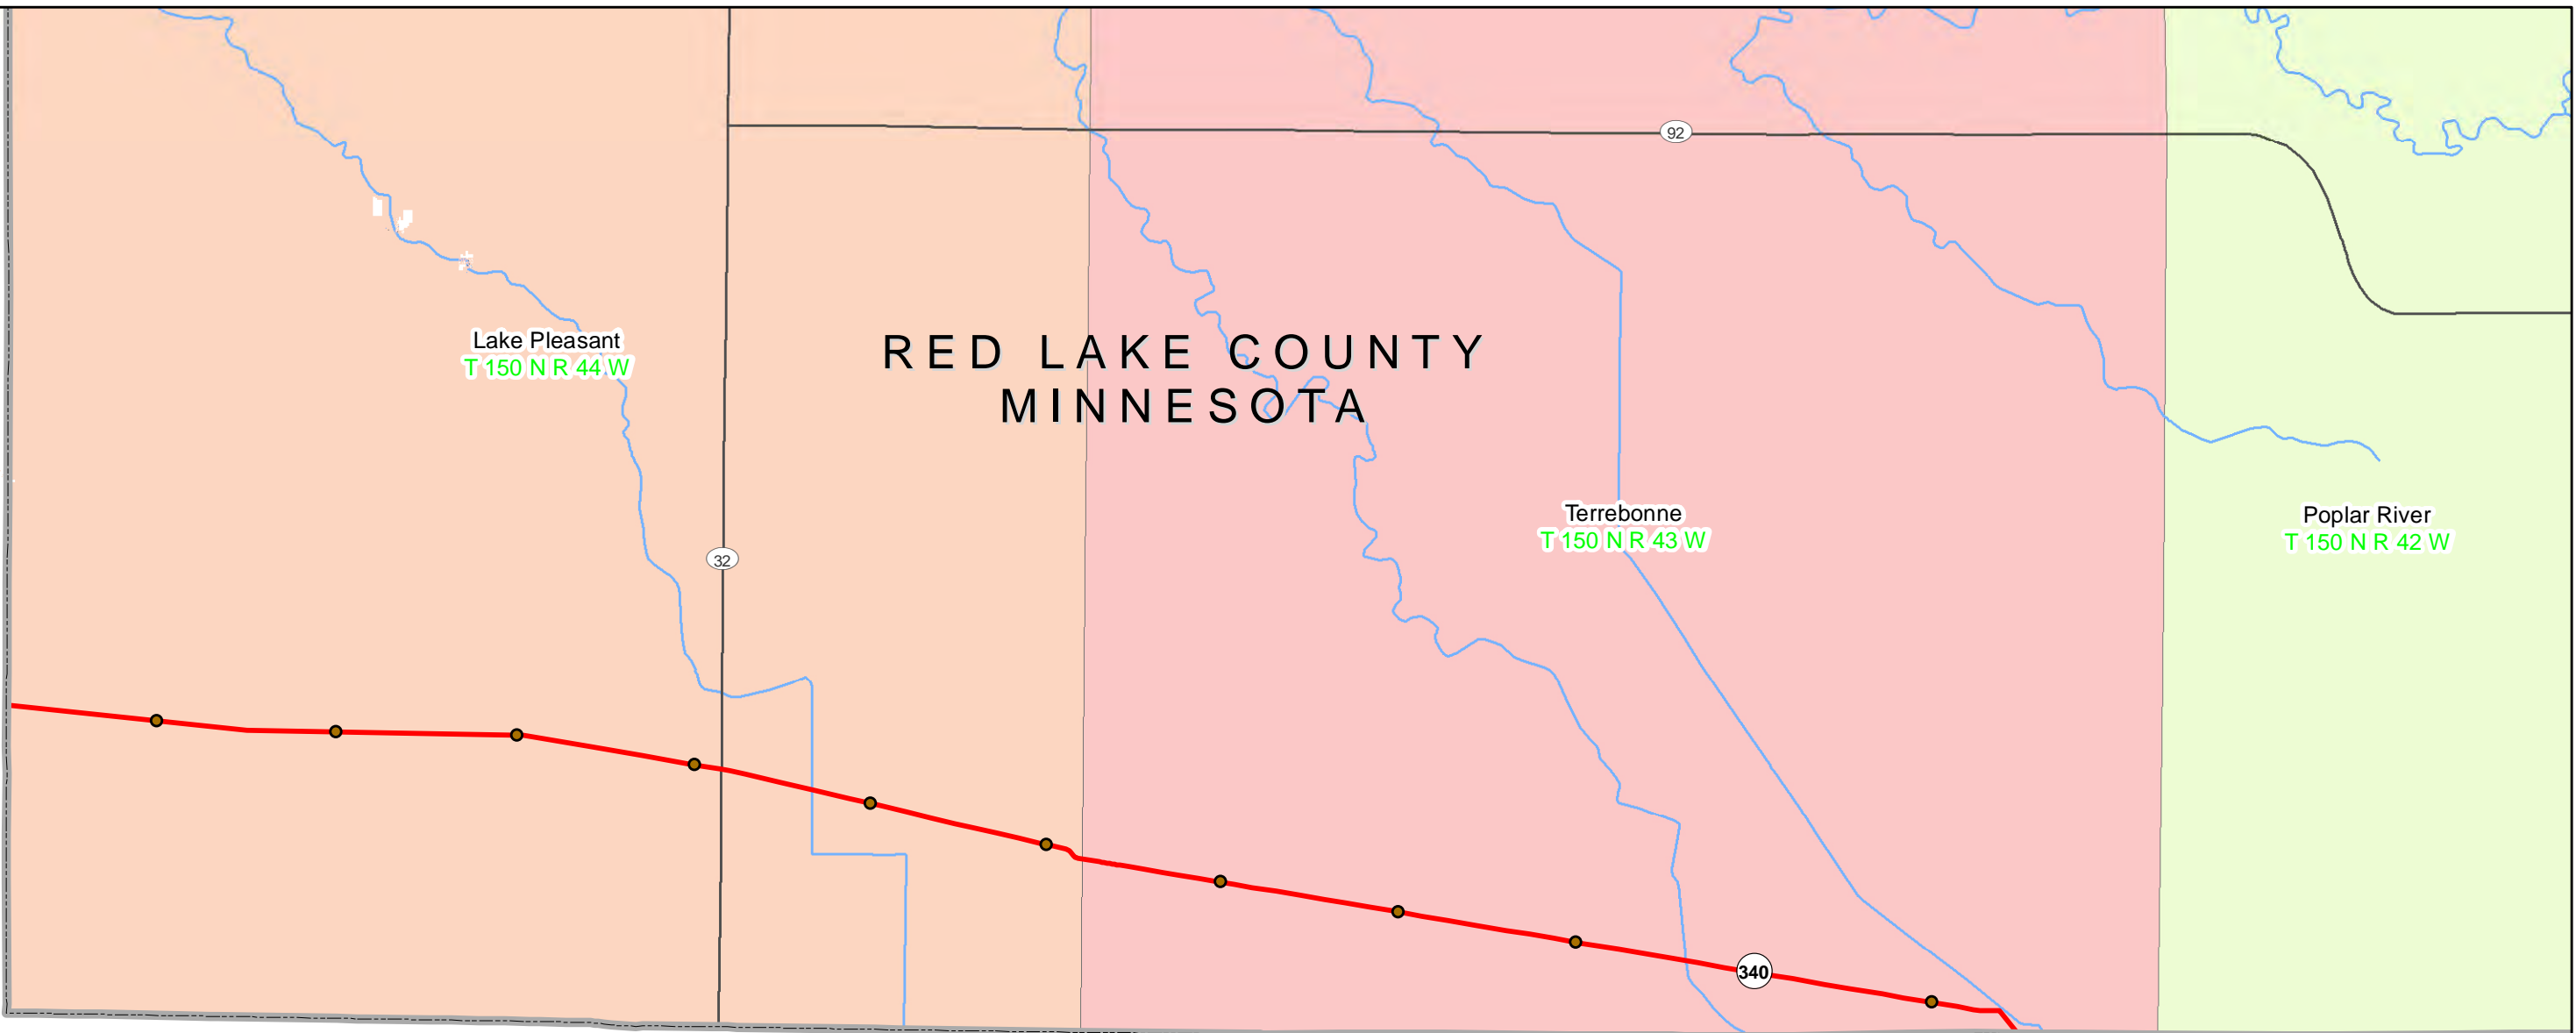 92
Lake Pleasant
T 150 N R 44 W
RED LAKE COUNTY
MINNESOTA
Terrebonne
T 150 N R 43 W
Poplar River
T 150 N R 42 W
32
340